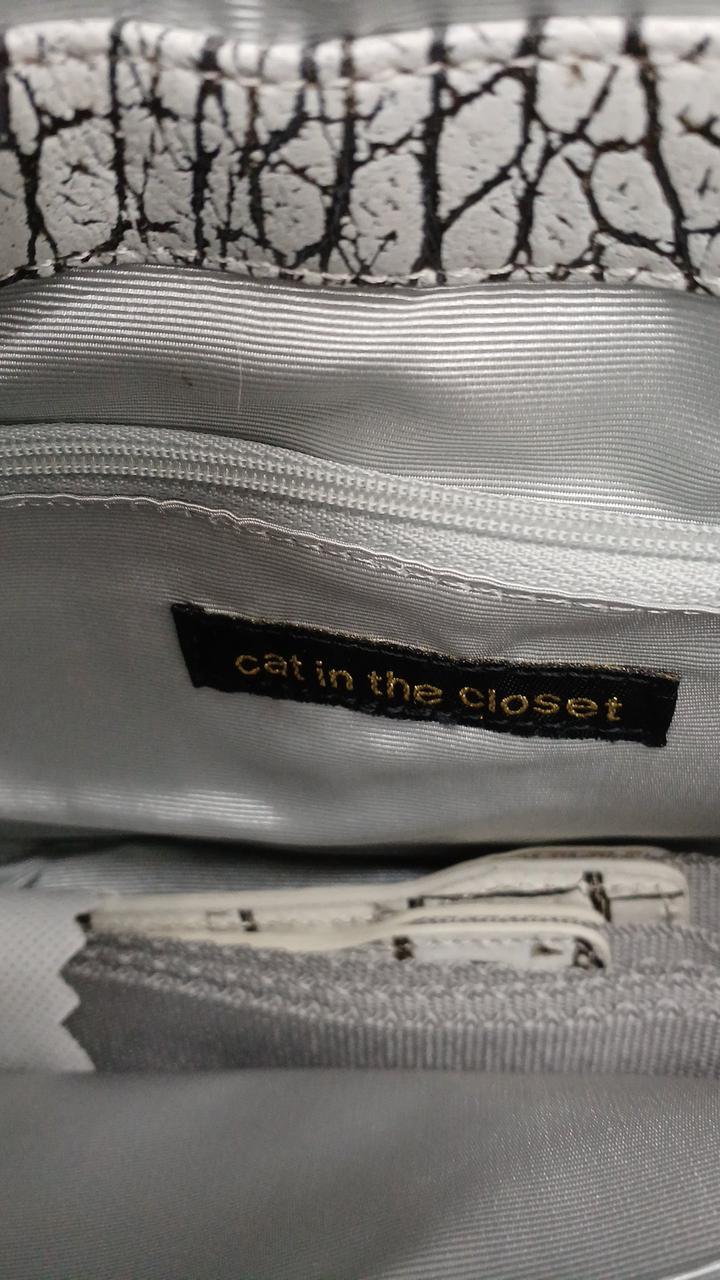 cat in the closet